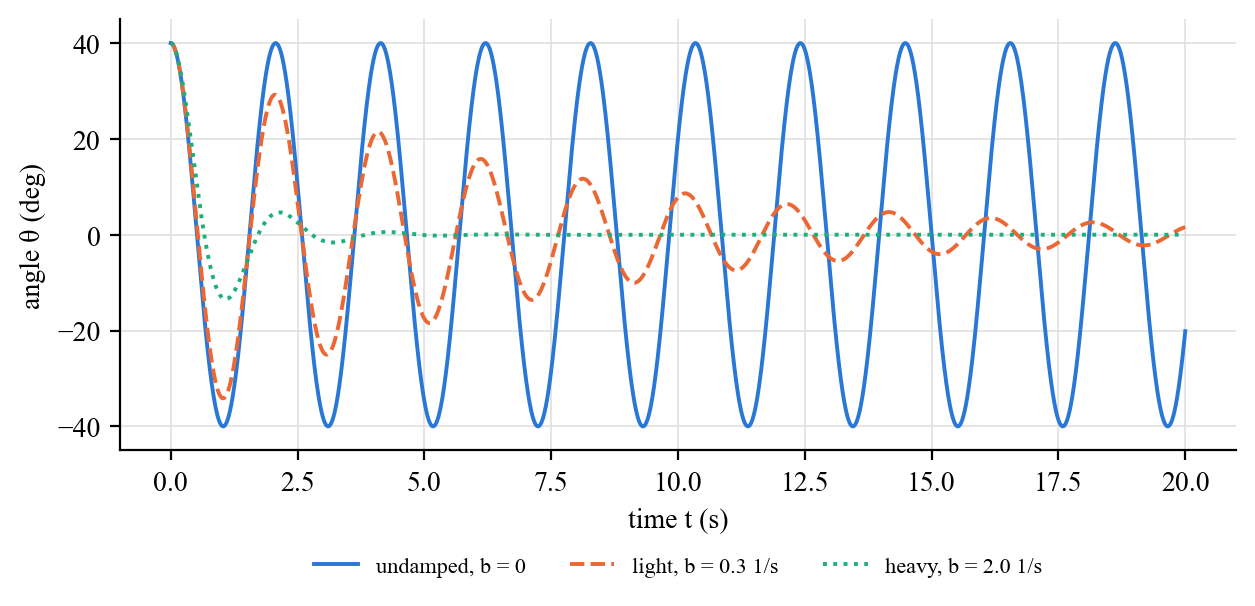 40
20
0
−20
−40
angle θ (deg)
0.0 2.5 5.0 7.5 10.0 12.5 15.0 17.5 20.0
time t (s)
undamped, b = 0 light, b = 0.3 1/s heavy, b = 2.0 1/s